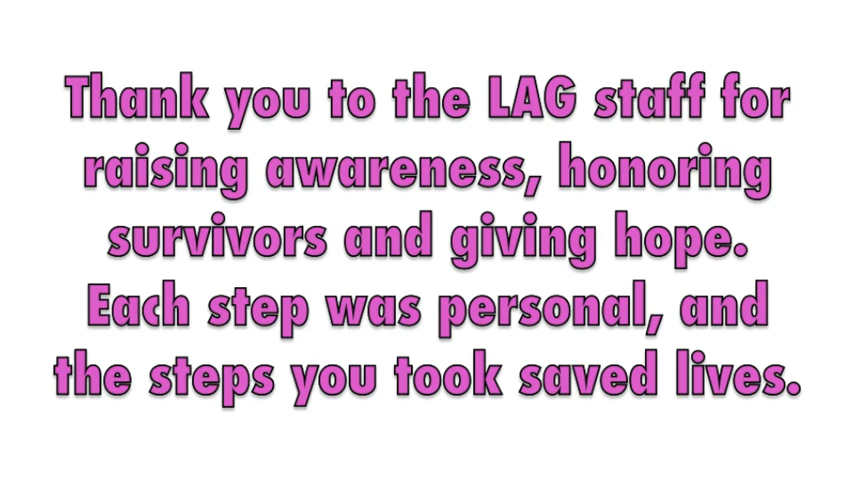 Thank you to the LAG staff for
raising awareness, honoring
survivors and giving hope.
Each step was personal, and
the steps you took saved lives.